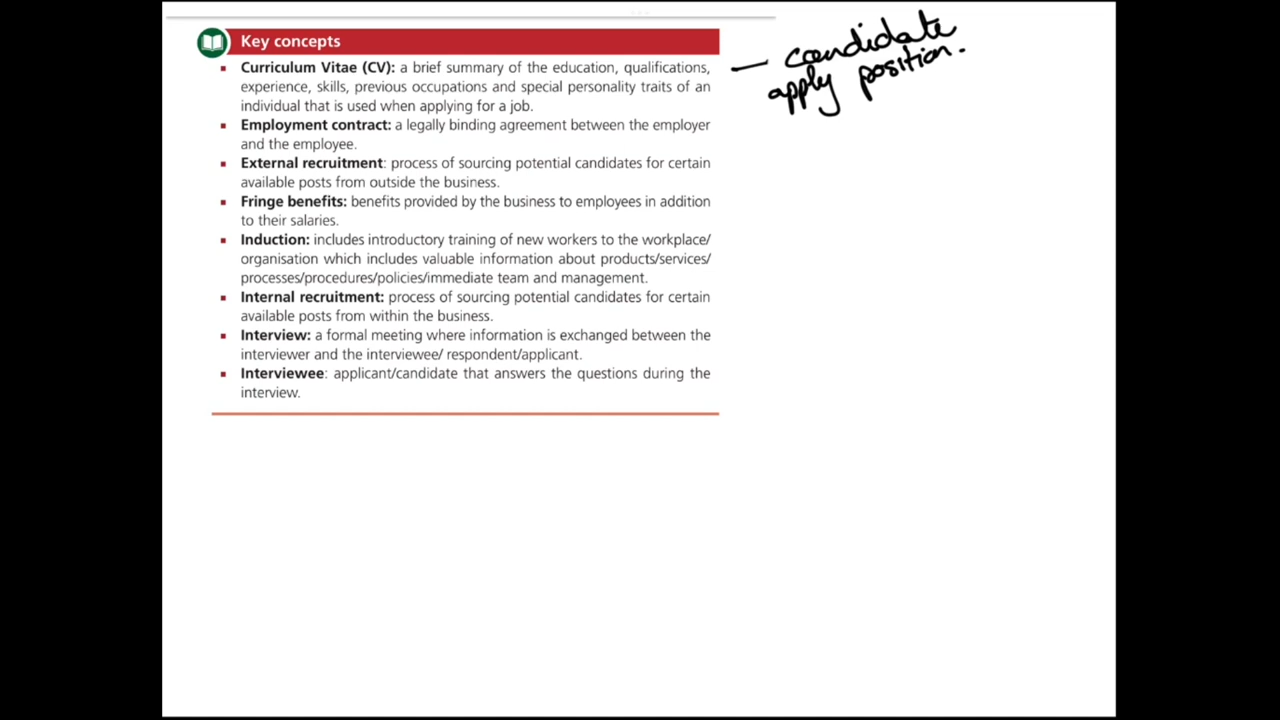 Key concepts
▪ Curriculum Vitae (CV): a brief summary of the education, qualifications,
experience, skills, previous occupations and special personality traits of an
individual that is used when applying for a job.
▪ Employment contract: a legally binding agreement between the employer
and the employee.
▪ External recruitment: process of sourcing potential candidates for certain
available posts from outside the business.
▪ Fringe benefits: benefits provided by the business to employees in addition
to their salaries.
▪ Induction: includes introductory training of new workers to the workplace/
organisation which includes valuable information about products/services/
processes/procedures/policies/immediate team and management.
▪ Internal recruitment: process of sourcing potential candidates for certain
available posts from within the business.
▪ Interview: a formal meeting where information is exchanged between the
interviewer and the interviewee/ respondent/applicant.
▪ Interviewee: applicant/candidate that answers the questions during the
interview.
— candidate
apply position.